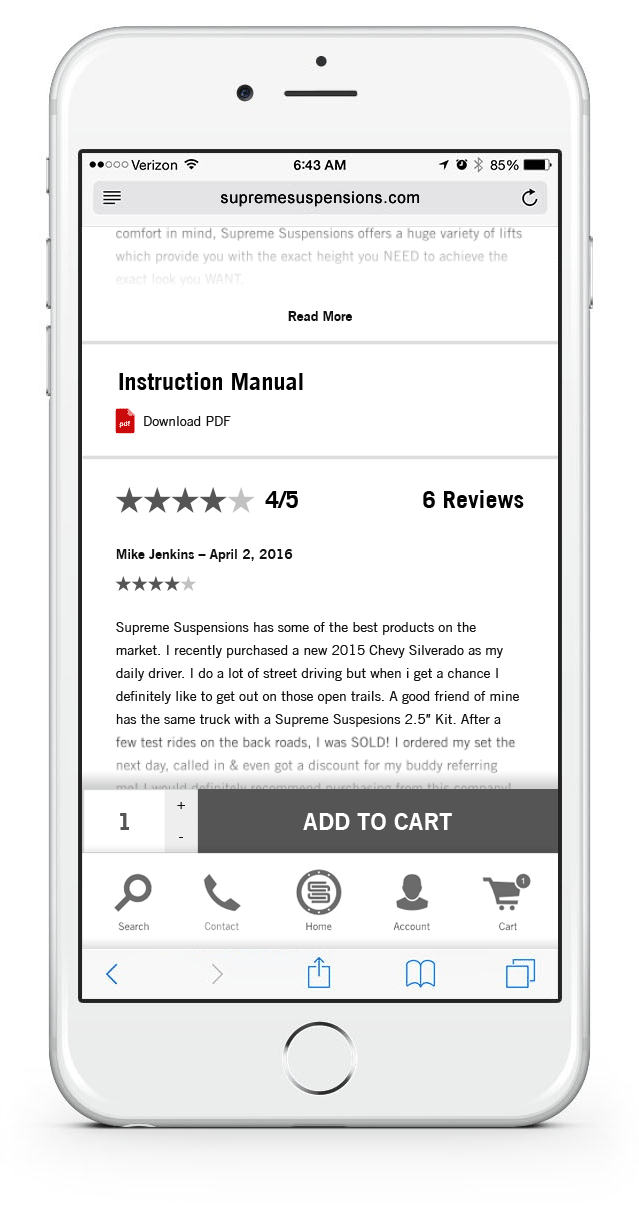 Verizon 6:43 AM 85%
supremesuspensions.com
comfort in mind, Supreme Suspensions offers a huge variety of lifts
which provide you with the exact height you NEED to achieve the
exact look you WANT.
Read More
Instruction Manual
pdf Download PDF
4/5 6 Reviews
Mike Jenkins – April 2, 2016
Supreme Suspensions has some of the best products on the
market. I recently purchased a new 2015 Chevy Silverado as my
daily driver. I do a lot of street driving but when i get a chance I
definitely like to get out on those open trails. A good friend of mine
has the same truck with a Supreme Suspesions 2.5″ Kit. After a
few test rides on the back roads, I was SOLD! I ordered my set the
next day, called in & even got a discount for my buddy referring
me! I would definitely recommend purchasing from this company!
1 + - ADD TO CART
1
Search Contact Home Account Cart